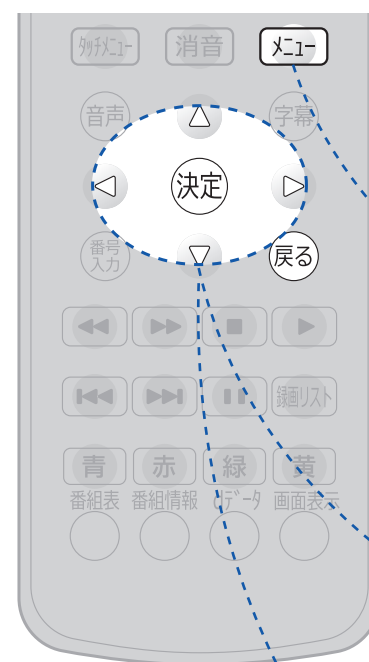 ﾀｯﾁﾒﾆｭｰ 消音 ﾒﾆｭｰ
音声 字幕
決定
番号
入力 戻る
録画リスト
青 赤 緑 黄
番組表 番組情報 dデータ 画面表示